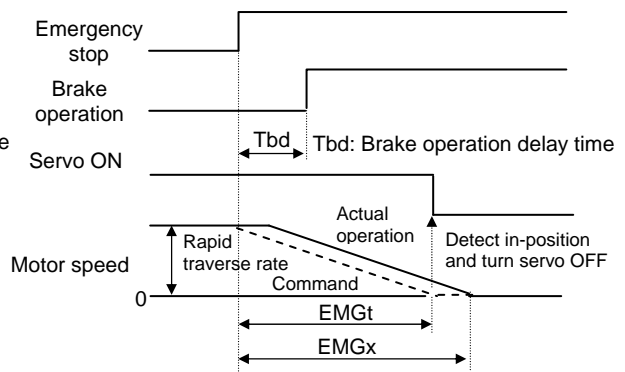 Emergency
stop
Brake
operation
Tbd
Tbd: Brake operation delay time
e
Servo ON
Actual
operation
Detect in-position
and turn servo OFF
Rapid
traverse rate
Motor speed
Command
0
EMGt
EMGx